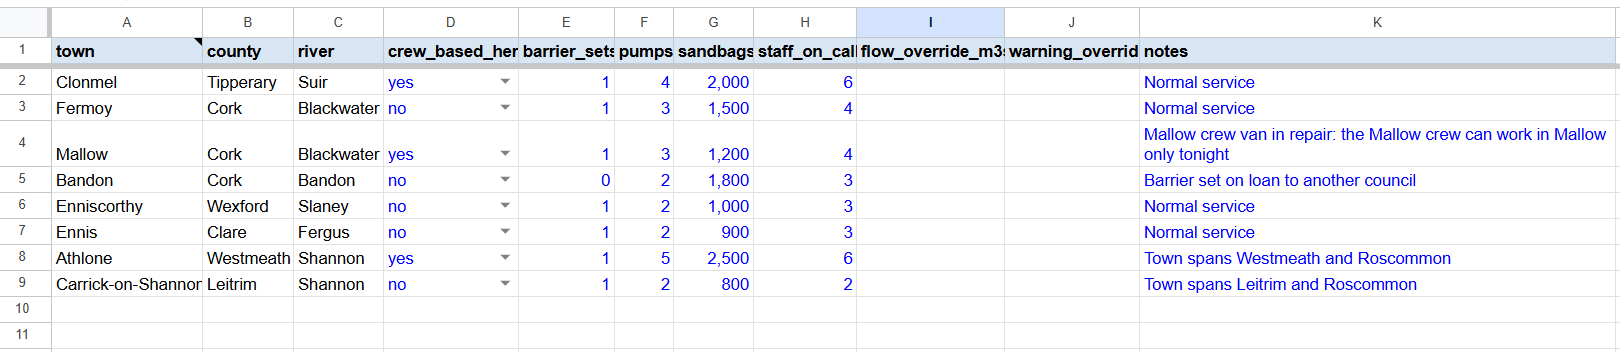 A B C D E F G H I J K
1 town county river crew_based_her barrier_sets pumps sandbags staff_on_call flow_override_m3s warning_overrid notes
2 Clonmel Tipperary Suir yes 1 4 2,000 6 Normal service
3 Fermoy Cork Blackwater no 1 3 1,500 4 Normal service
4 Mallow Cork Blackwater yes 1 3 1,200 4 Mallow crew van in repair: the Mallow crew can work in Mallow
only tonight
5 Bandon Cork Bandon no 0 2 1,800 3 Barrier set on loan to another council
6 Enniscorthy Wexford Slaney no 1 2 1,000 3 Normal service
7 Ennis Clare Fergus no 1 2 900 3 Normal service
8 Athlone Westmeath Shannon yes 1 5 2,500 6 Town spans Westmeath and Roscommon
9 Carrick-on-Shannon Leitrim Shannon no 1 2 800 2 Town spans Leitrim and Roscommon
10
11